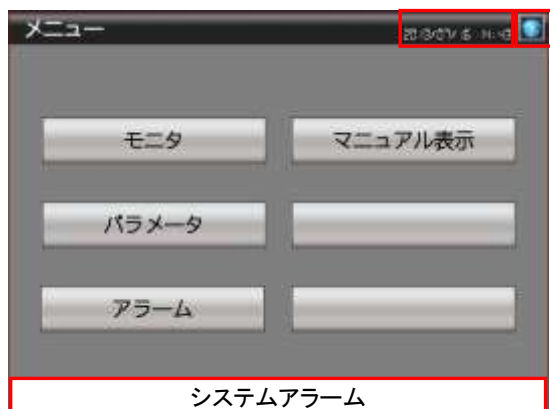 メニュー
モニタ
マニュアル表示
パラメータ
アラーム
システムアラーム